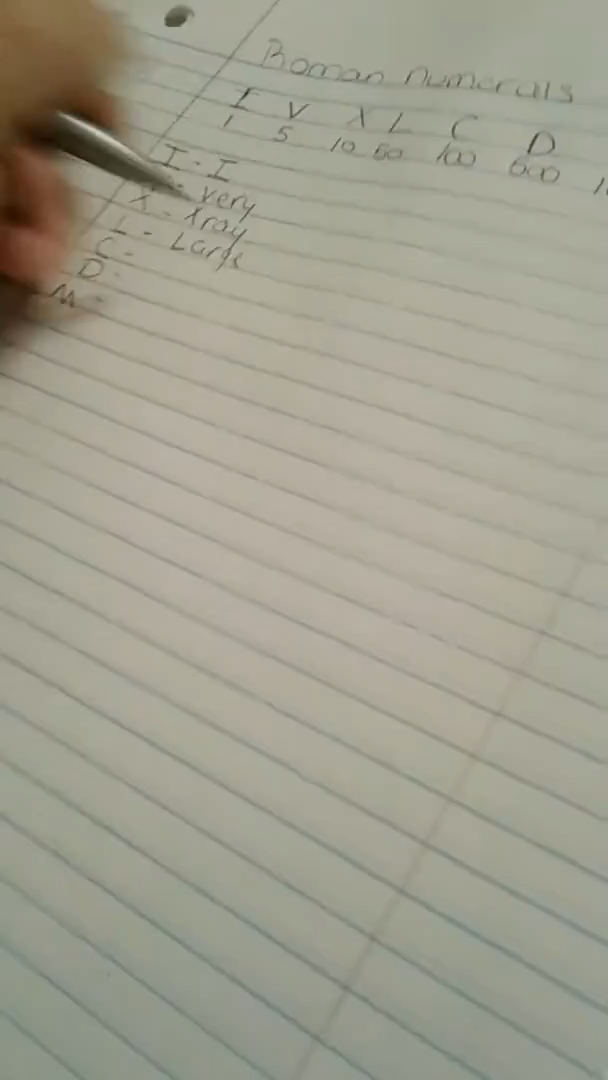 Roman numerals
I V X L C D
1 5 10 50 100 500
I - I
- very
X - Xray
L - Large
C -
D -
M -